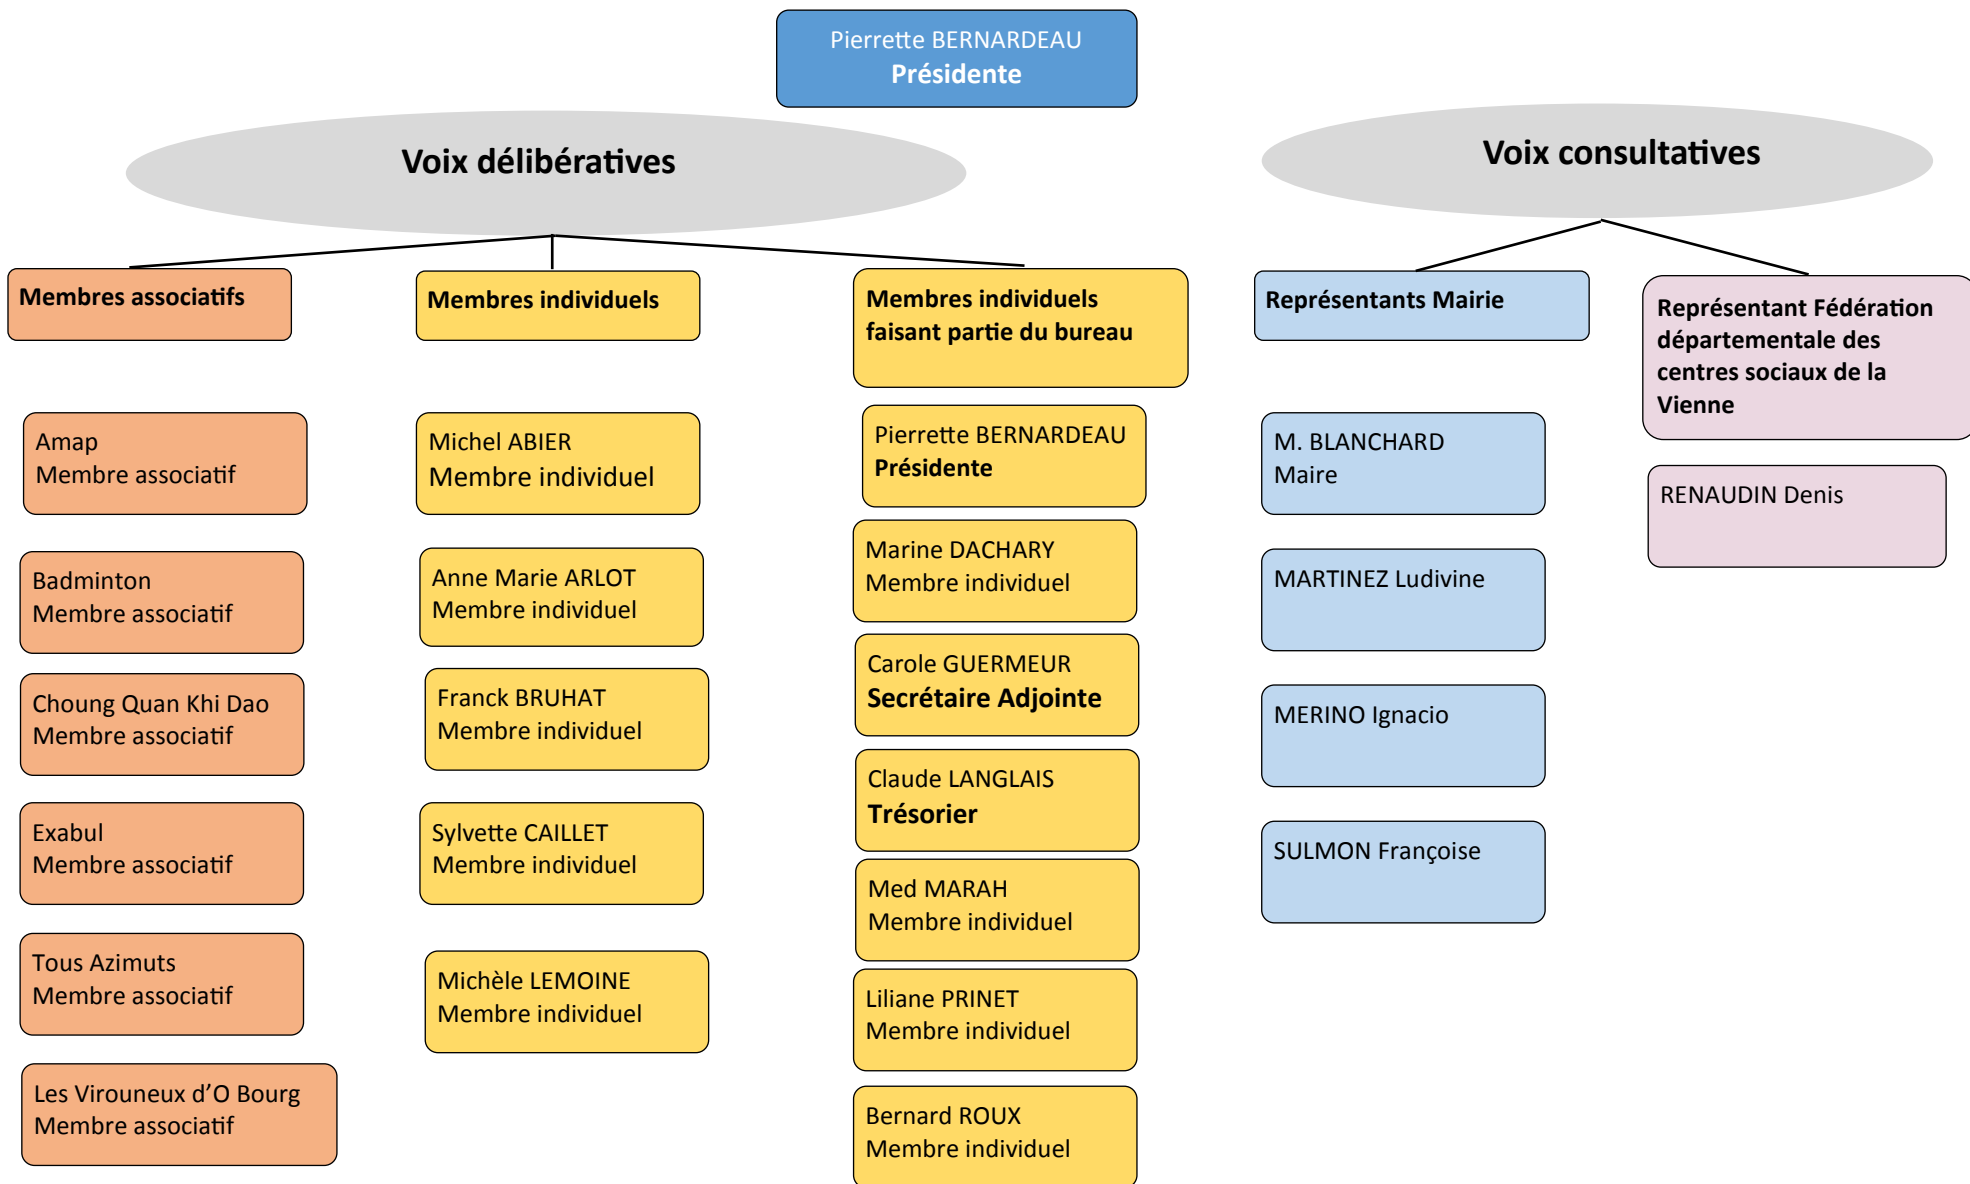 Pierrette BERNARDEAU
Présidente
Voix délibératives
Voix consultatives
Membres associatifs
Amap
Membre associatif
Badminton
Membre associatif
Choung Quan Khi Dao
Membre associatif
Exabul
Membre associatif
Tous Azimuts
Membre associatif
Les Virouneux d’O Bourg
Membre associatif
Membres individuels
Michel ABIER
Membre individuel
Anne Marie ARLOT
Membre individuel
Franck BRUHAT
Membre individuel
Sylvette CAILLET
Membre individuel
Michèle LEMOINE
Membre individuel
Membres individuels
faisant partie du bureau
Pierrette BERNARDEAU
Présidente
Marine DACHARY
Membre individuel
Carole GUERMEUR
Secrétaire Adjointe
Claude LANGLAIS
Trésorier
Med MARAH
Membre individuel
Liliane PRINET
Membre individuel
Bernard ROUX
Membre individuel
Représentants Mairie
M. BLANCHARD
Maire
MARTINEZ Ludivine
MERINO Ignacio
SULMON Françoise
Représentant Fédération
départementale des
centres sociaux de la
Vienne
RENAUDIN Denis